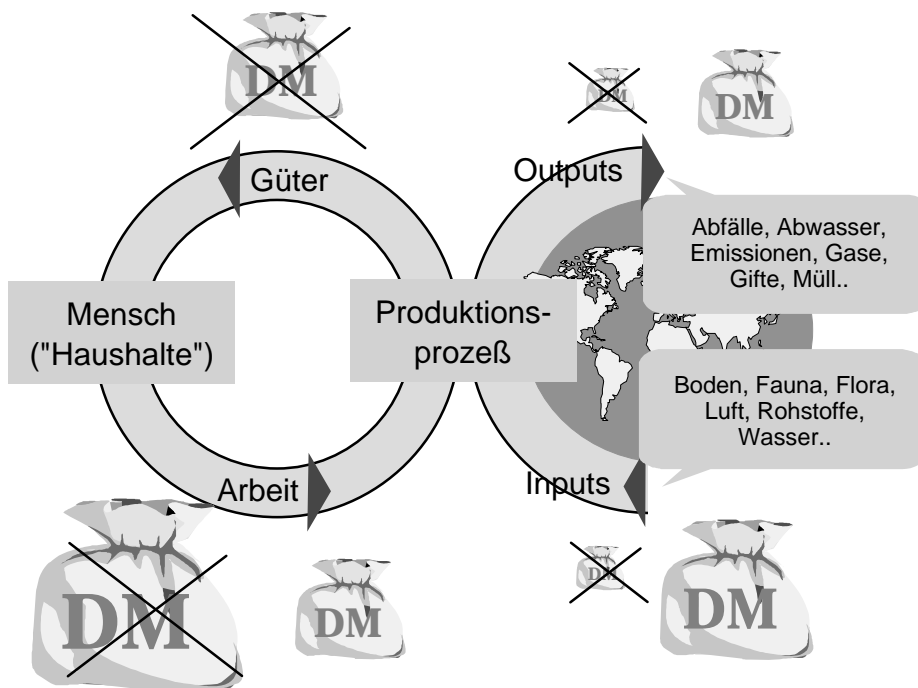 DM
DM
DM
Güter
Outputs
Abfälle, Abwasser,
Emissionen, Gase,
Gifte, Müll..
Mensch
("Haushalte")
Produktions-
prozeß
Boden, Fauna, Flora,
Luft, Rohstoffe,
Wasser..
Arbeit
Inputs
DM
DM
DM
DM